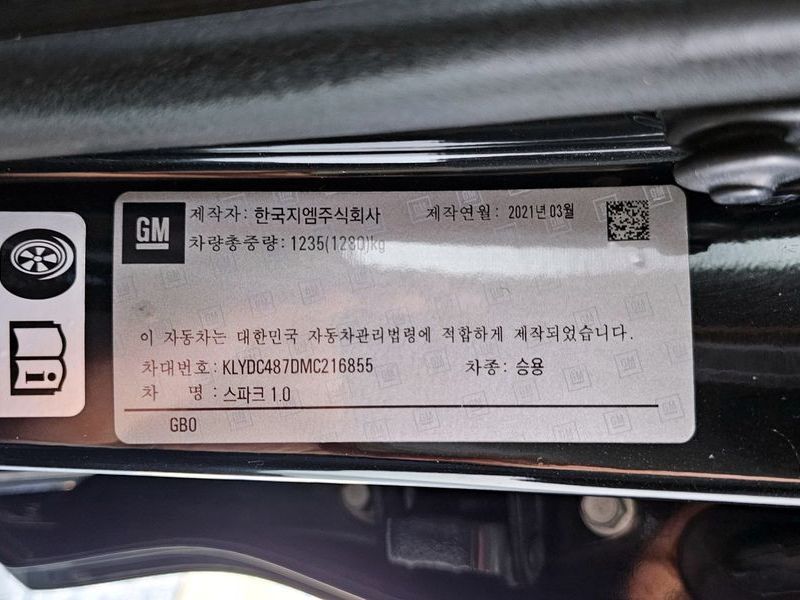 GM
제작자: 한국지엠주식회사 제작연월: 2021년 03월
차량총중량: 1235(1280)kg
이 자동차는 대한민국 자동차관리법령에 적합하게 제작되었습니다.
차대번호: KLYDC487DMC216855 차종: 승용
차 명: 스파크 1.0
GB0